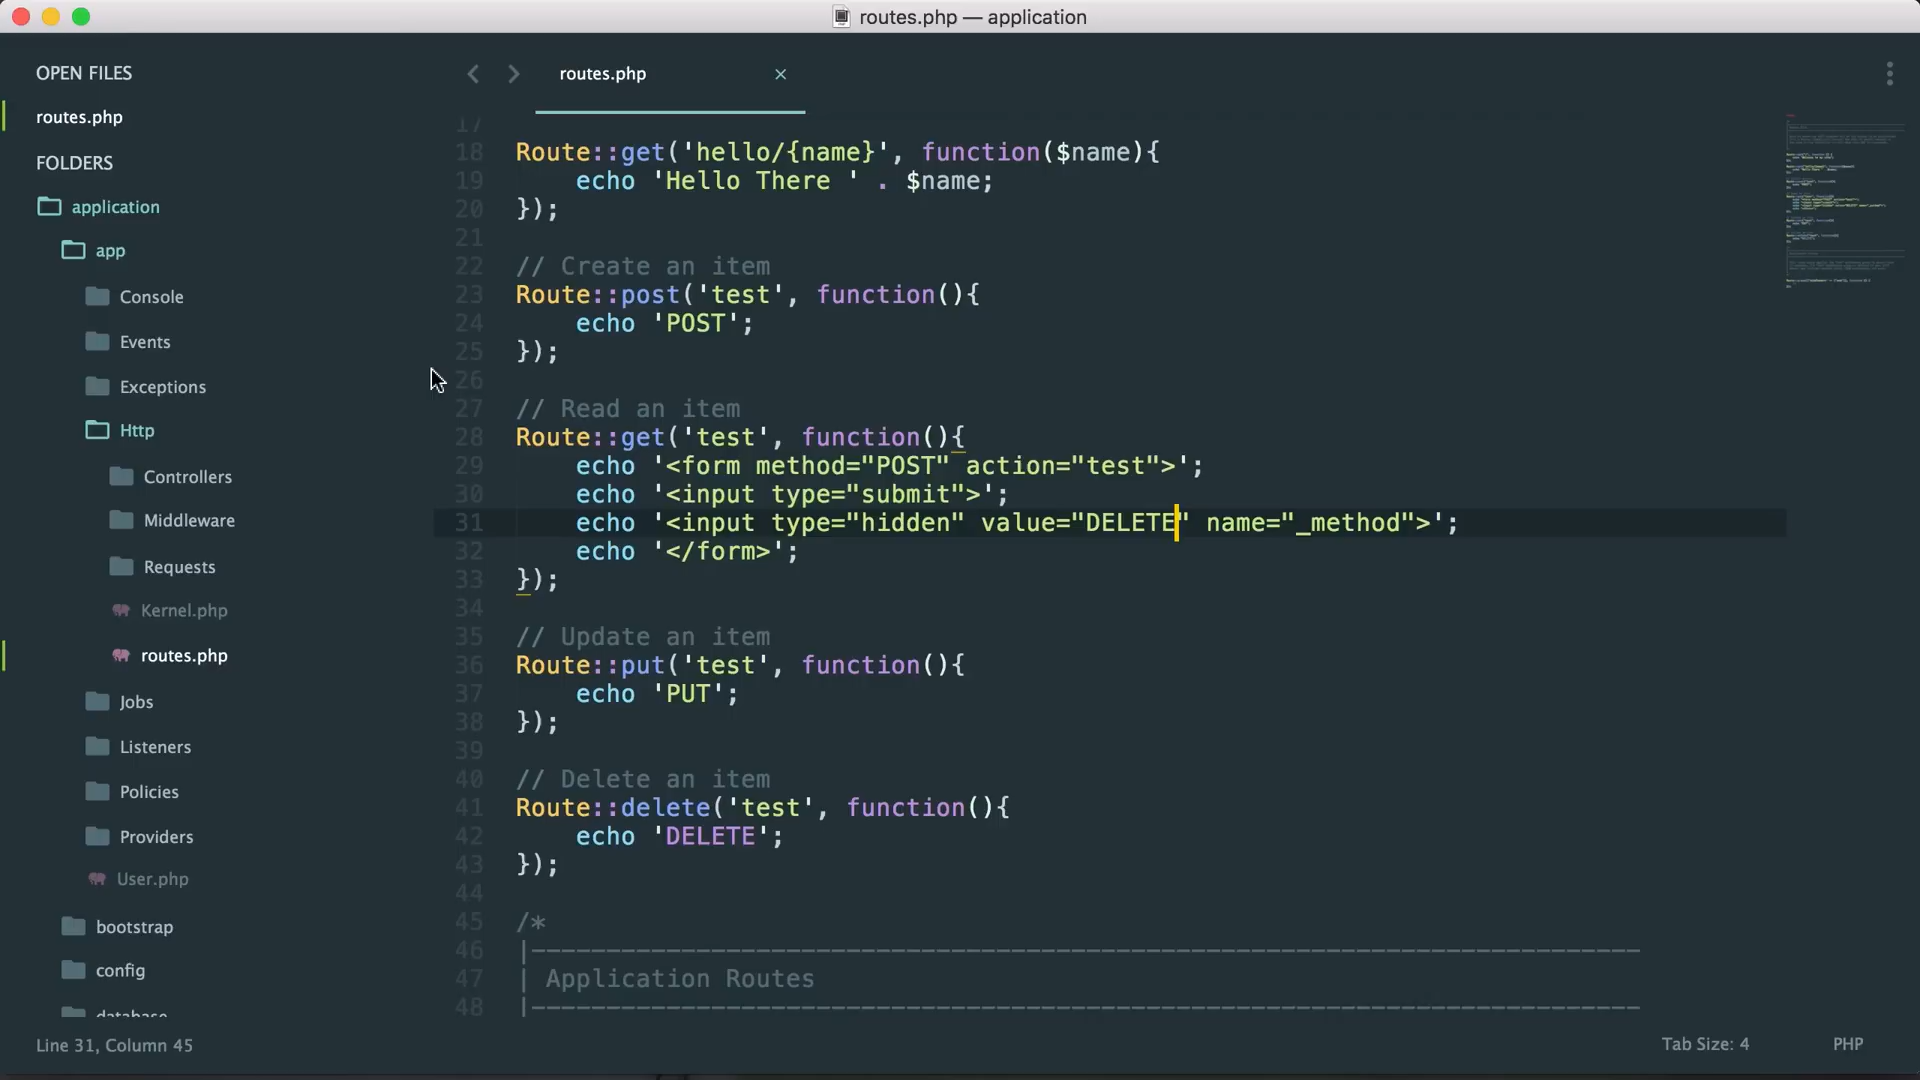 routes.php — application
OPEN FILES
routes.php
FOLDERS
application
app
Console
Events
Exceptions
Http
Controllers
Middleware
Requests
Kernel.php
routes.php
Jobs
Listeners
Policies
Providers
User.php
bootstrap
config
database
routes.php ×
17
18 Route::get('hello/{name}', function($name){
19     echo 'Hello There ' . $name;
20 });
21
22 // Create an item
23 Route::post('test', function(){
24     echo 'POST';
25 });
26
27 // Read an item
28 Route::get('test', function(){
29     echo '<form method="POST" action="test">';
30     echo '<input type="submit">';
31     echo '<input type="hidden" value="DELETE" name="_method">';
32     echo '</form>';
33 });
34
35 // Update an item
36 Route::put('test', function(){
37     echo 'PUT';
38 });
39
40 // Delete an item
41 Route::delete('test', function(){
42     echo 'DELETE';
43 });
44
45 /*
46 |--------------------------------------------------------------------------
47 | Application Routes
48 |--------------------------------------------------------------------------
Line 31, Column 45
Tab Size: 4
PHP